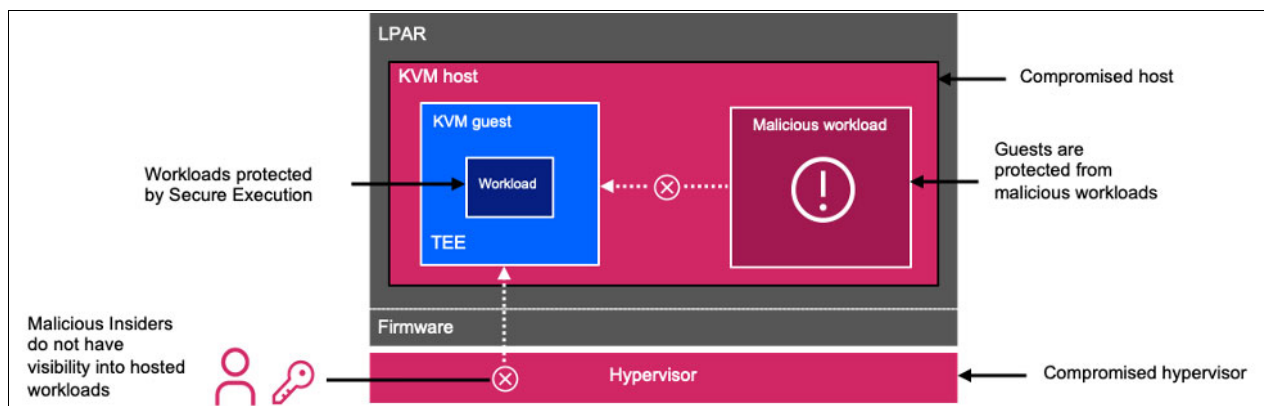 LPAR
KVM host
Compromised host
KVM guest
Malicious workload
Workloads protected
by Secure Execution
Workload
Guests are
protected from
malicious workloads
TEE
Firmware
Malicious Insiders
do not have
visibility into hosted
workloads
Hypervisor
Compromised hypervisor